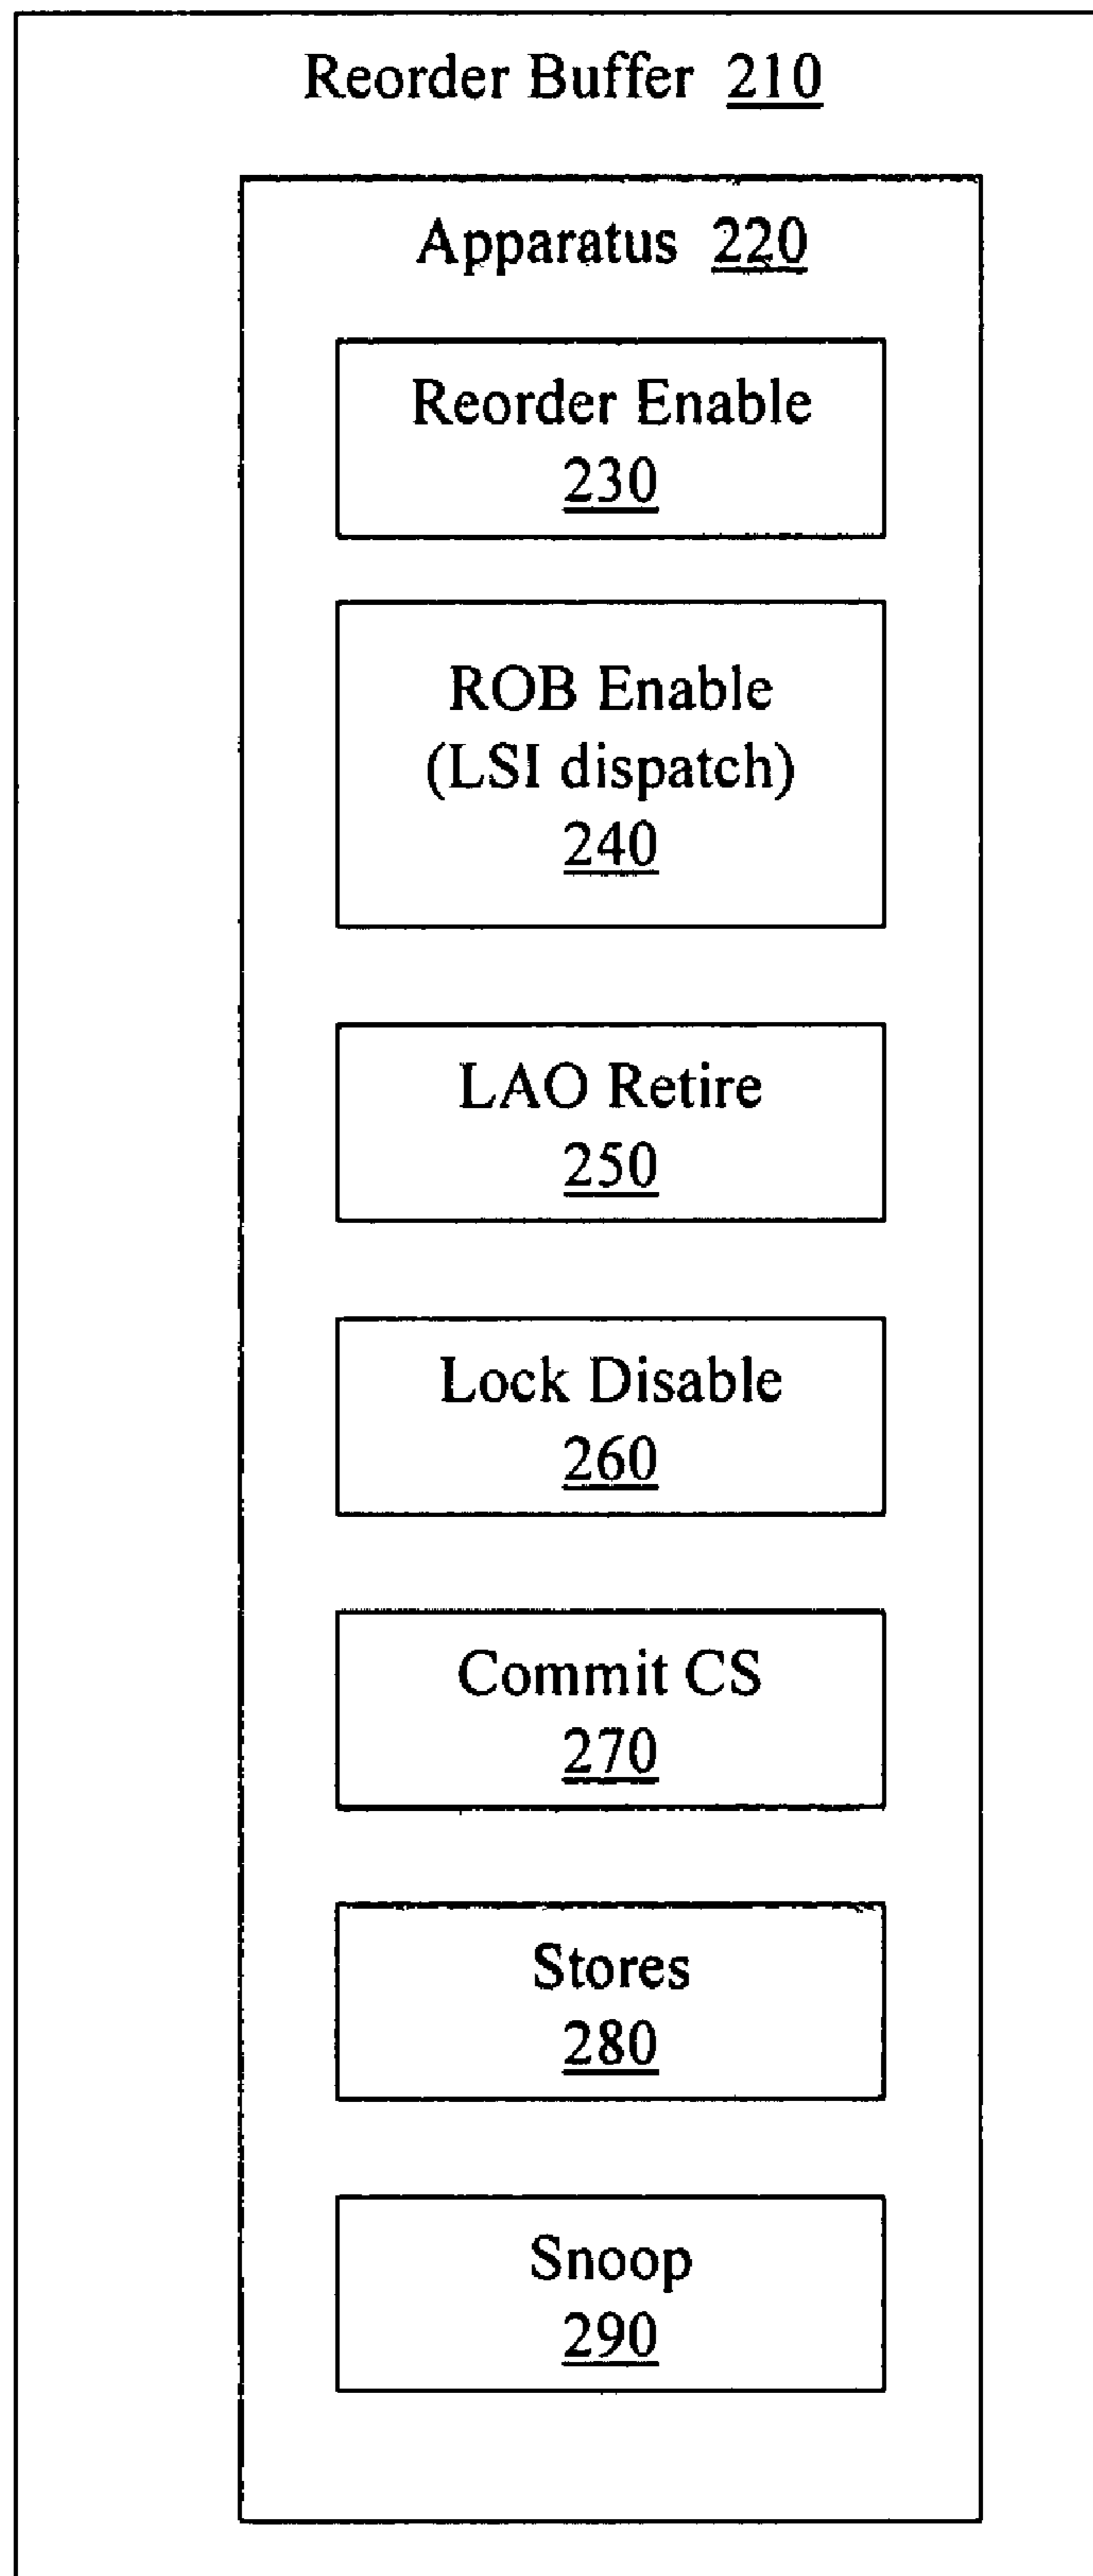 Reorder Buffer 210
Apparatus 220
Reorder Enable
230
ROB Enable
(LSI dispatch)
240
LAO Retire
250
Lock Disable
260
Commit CS
270
Stores
280
Snoop
290